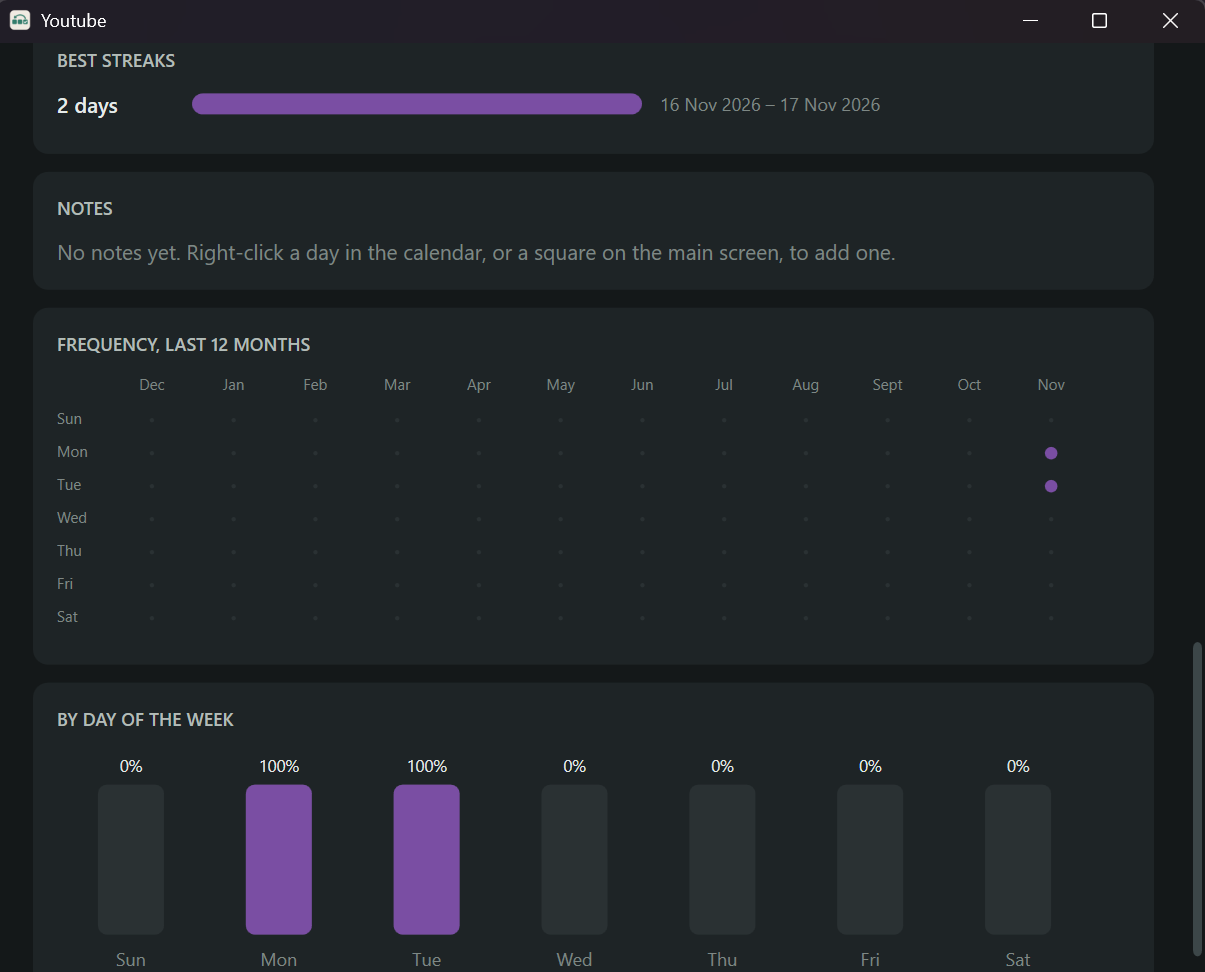 Youtube
BEST STREAKS
2 days 16 Nov 2026 – 17 Nov 2026
NOTES
No notes yet. Right-click a day in the calendar, or a square on the main screen, to add one.
FREQUENCY, LAST 12 MONTHS
Dec Jan Feb Mar Apr May Jun Jul Aug Sept Oct Nov
Sun
Mon
Tue
Wed
Thu
Fri
Sat
BY DAY OF THE WEEK
0% 100% 100% 0% 0% 0% 0%
Sun Mon Tue Wed Thu Fri Sat